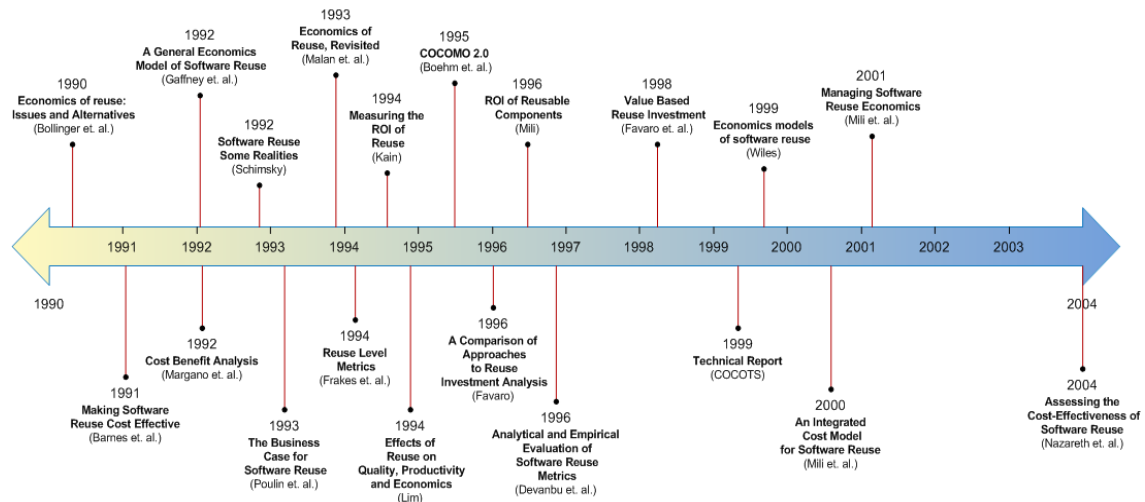 1990
Economics of reuse:
Issues and Alternatives
(Bollinger et. al.)
1992
A General Economics
Model of Software Reuse
(Gaffney et. al.)
1992
Software Reuse
Some Realities
(Schimsky)
1993
Economics of
Reuse, Revisited
(Malan et. al.)
1994
Measuring the
ROI of
Reuse
(Kain)
1995
COCOMO 2.0
(Boehm et. al.)
1996
ROI of Reusable
Components
(Mili)
1998
Value Based
Reuse Investment
(Favaro et. al.)
1999
Economics models
of software reuse
(Wiles)
2001
Managing Software
Reuse Economics
(Mili et. al.)
1991 1992 1993 1994 1995 1996 1997 1998 1999 2000 2001 2002 2003
1990
2004
1991
Making Software
Reuse Cost Effective
(Barnes et. al.)
1992
Cost Benefit Analysis
(Margano et. al.)
1993
The Business
Case for
Software Reuse
(Poulin et. al.)
1994
Reuse Level
Metrics
(Frakes et. al.)
1994
Effects of
Reuse on
Quality, Productivity
and Economics
(Lim)
1996
A Comparison of
Approaches
to Reuse
Investment Analysis
(Favaro)
1996
Analytical and Empirical
Evaluation of
Software Reuse
Metrics
(Devanbu et. al.)
1999
Technical Report
(COCOTS)
2000
An Integrated
Cost Model
for Software Reuse
(Mili et. al.)
2004
Assessing the
Cost-Effectiveness of
Software Reuse
(Nazareth et. al.)